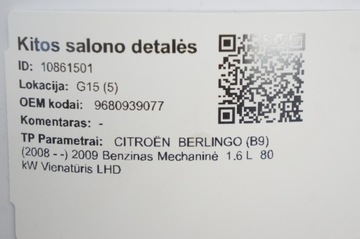 Kitos salono detalės
ID: 10861501
Lokacija: G15 (5)
OEM kodai: 9680939077
Komentaras: -
TP Parametrai: CITROËN BERLINGO (B9)
(2008 - -) 2009 Benzinas Mechaninė 1.6 L 80
kW Vienatūris LHD